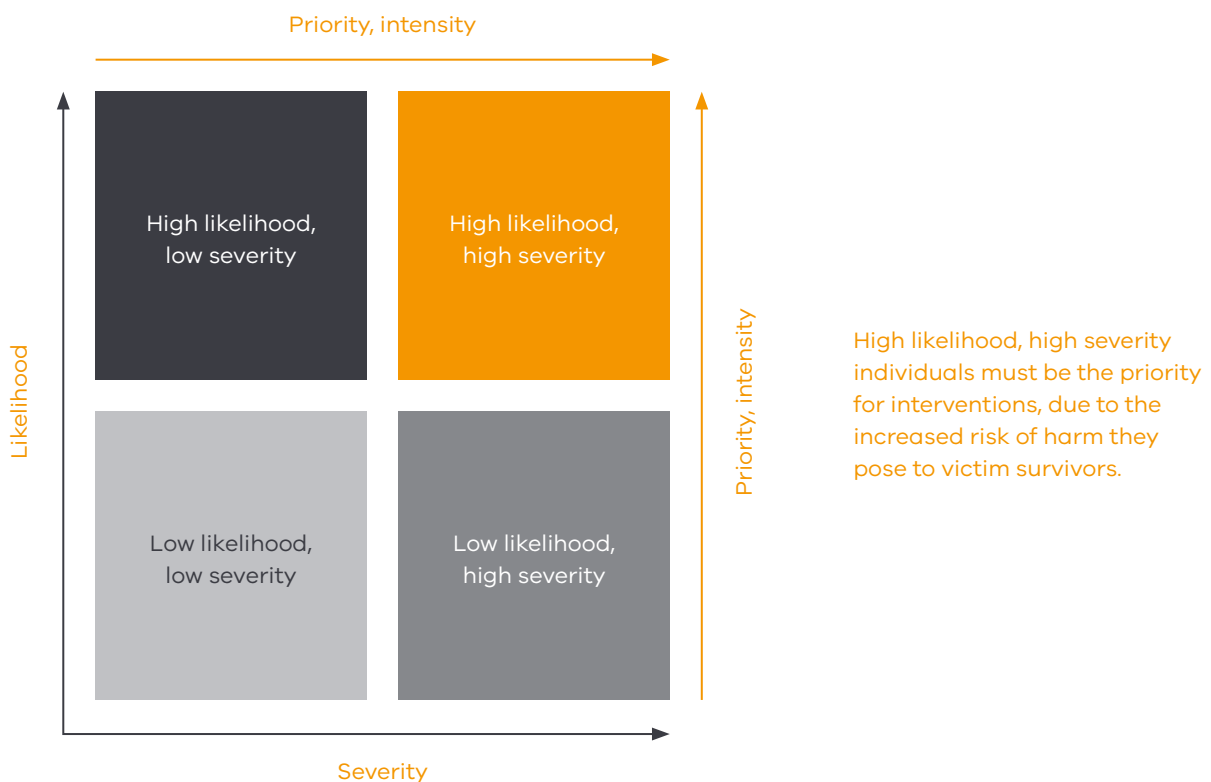 Priority, intensity
High likelihood,
low severity
High likelihood,
high severity
Likelihood
Priority, intensity
High likelihood, high severity
individuals must be the priority
for interventions, due to the
increased risk of harm they
pose to victim survivors.
Low likelihood,
low severity
Low likelihood,
high severity
Severity